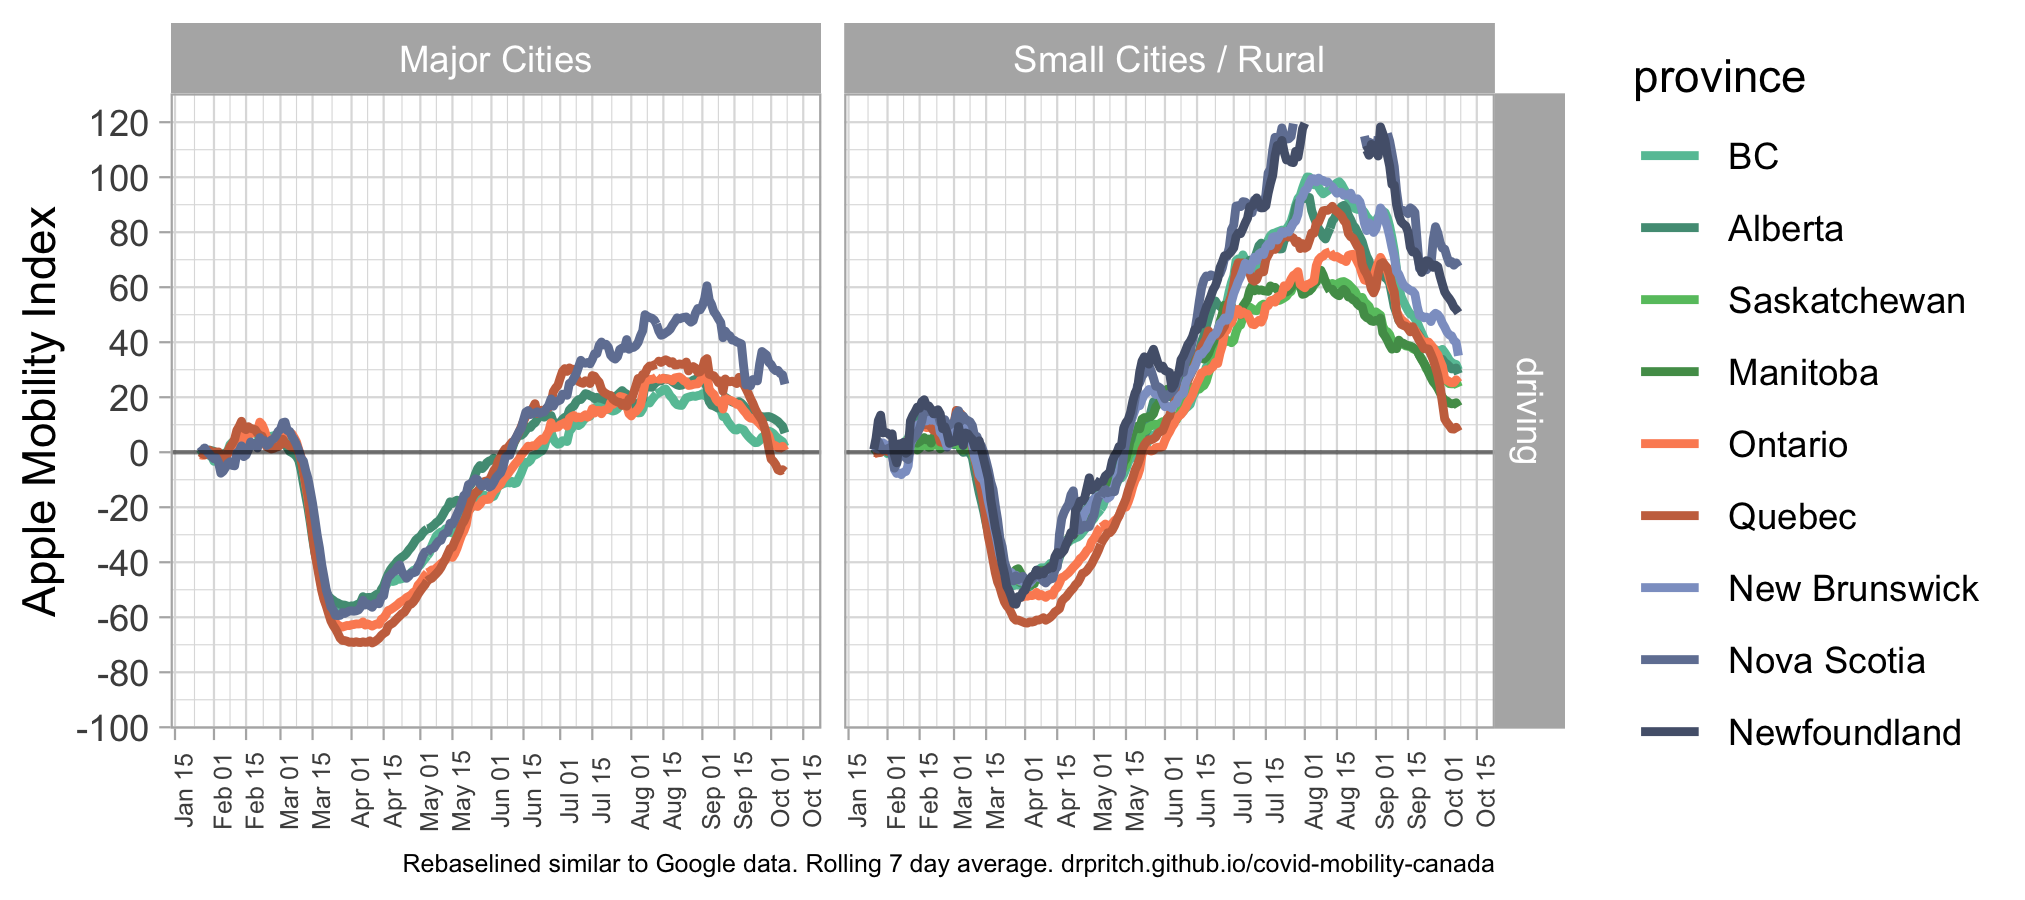 Major Cities
Small Cities / Rural
Apple Mobility Index
120
100
80
60
40
20
0
-20
-40
-60
-80
-100
driving
Jan 15
Feb 01
Feb 15
Mar 01
Mar 15
Apr 01
Apr 15
May 01
May 15
Jun 01
Jun 15
Jul 01
Jul 15
Aug 01
Aug 15
Sep 01
Sep 15
Oct 01
Oct 15
Jan 15
Feb 01
Feb 15
Mar 01
Mar 15
Apr 01
Apr 15
May 01
May 15
Jun 01
Jun 15
Jul 01
Jul 15
Aug 01
Aug 15
Sep 01
Sep 15
Oct 01
Oct 15
Rebaselined similar to Google data. Rolling 7 day average. drpritch.github.io/covid-mobility-canada
province
BC
Alberta
Saskatchewan
Manitoba
Ontario
Quebec
New Brunswick
Nova Scotia
Newfoundland